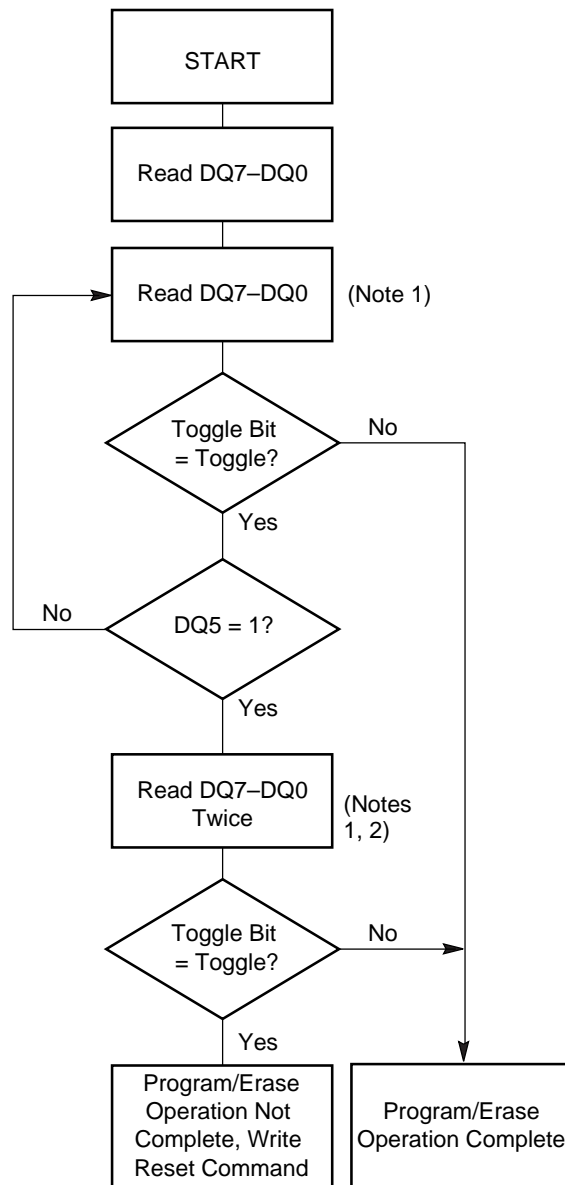 START
Read DQ7–DQ0
Read DQ7–DQ0
(Note 1)
Toggle Bit
= Toggle?
No
Yes
No
DQ5 = 1?
Yes
Read DQ7–DQ0
Twice
(Notes
1, 2)
Toggle Bit
= Toggle?
No
Yes
Program/Erase
Operation Not
Complete, Write
Reset Command
Program/Erase
Operation Complete